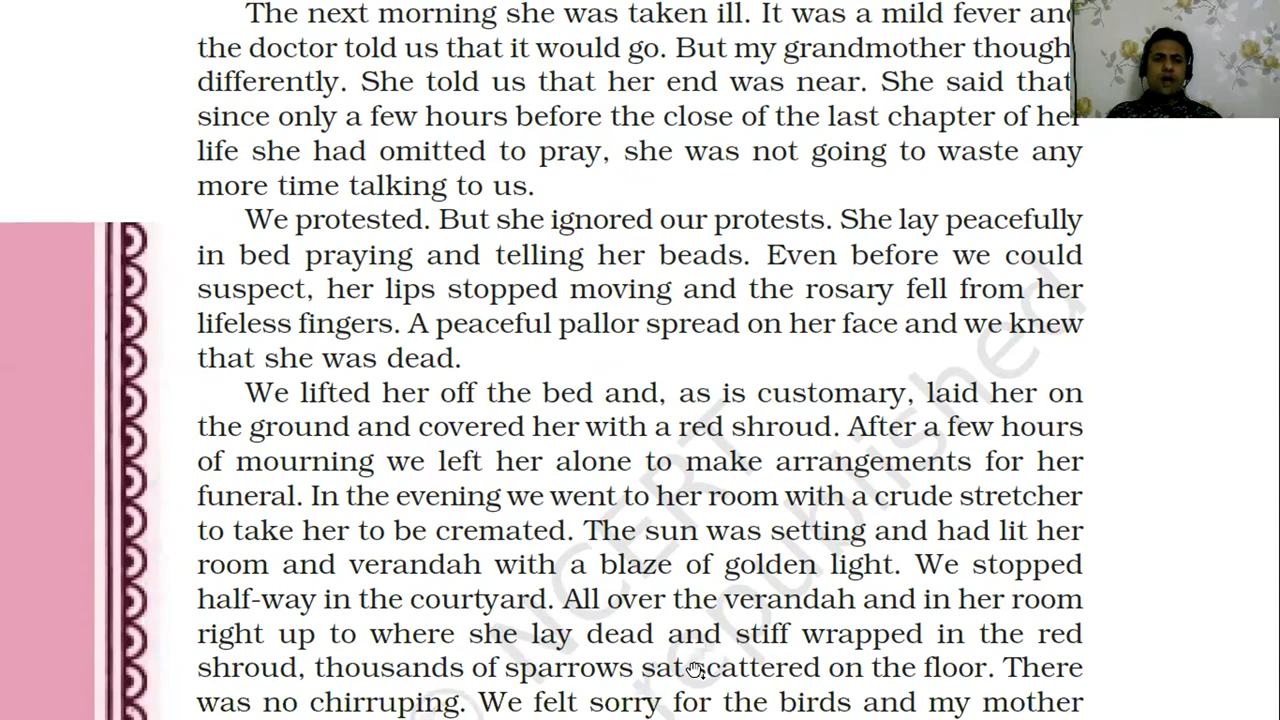 The next morning she was taken ill. It was a mild fever and
the doctor told us that it would go. But my grandmother though
differently. She told us that her end was near. She said that
since only a few hours before the close of the last chapter of her
life she had omitted to pray, she was not going to waste any
more time talking to us.
We protested. But she ignored our protests. She lay peacefully
in bed praying and telling her beads. Even before we could
suspect, her lips stopped moving and the rosary fell from her
lifeless fingers. A peaceful pallor spread on her face and we knew
that she was dead.
We lifted her off the bed and, as is customary, laid her on
the ground and covered her with a red shroud. After a few hours
of mourning we left her alone to make arrangements for her
funeral. In the evening we went to her room with a crude stretcher
to take her to be cremated. The sun was setting and had lit her
room and verandah with a blaze of golden light. We stopped
half-way in the courtyard. All over the verandah and in her room
right up to where she lay dead and stiff wrapped in the red
shroud, thousands of sparrows sat scattered on the floor. There
was no chirruping. We felt sorry for the birds and my mother
© NCERT
republished